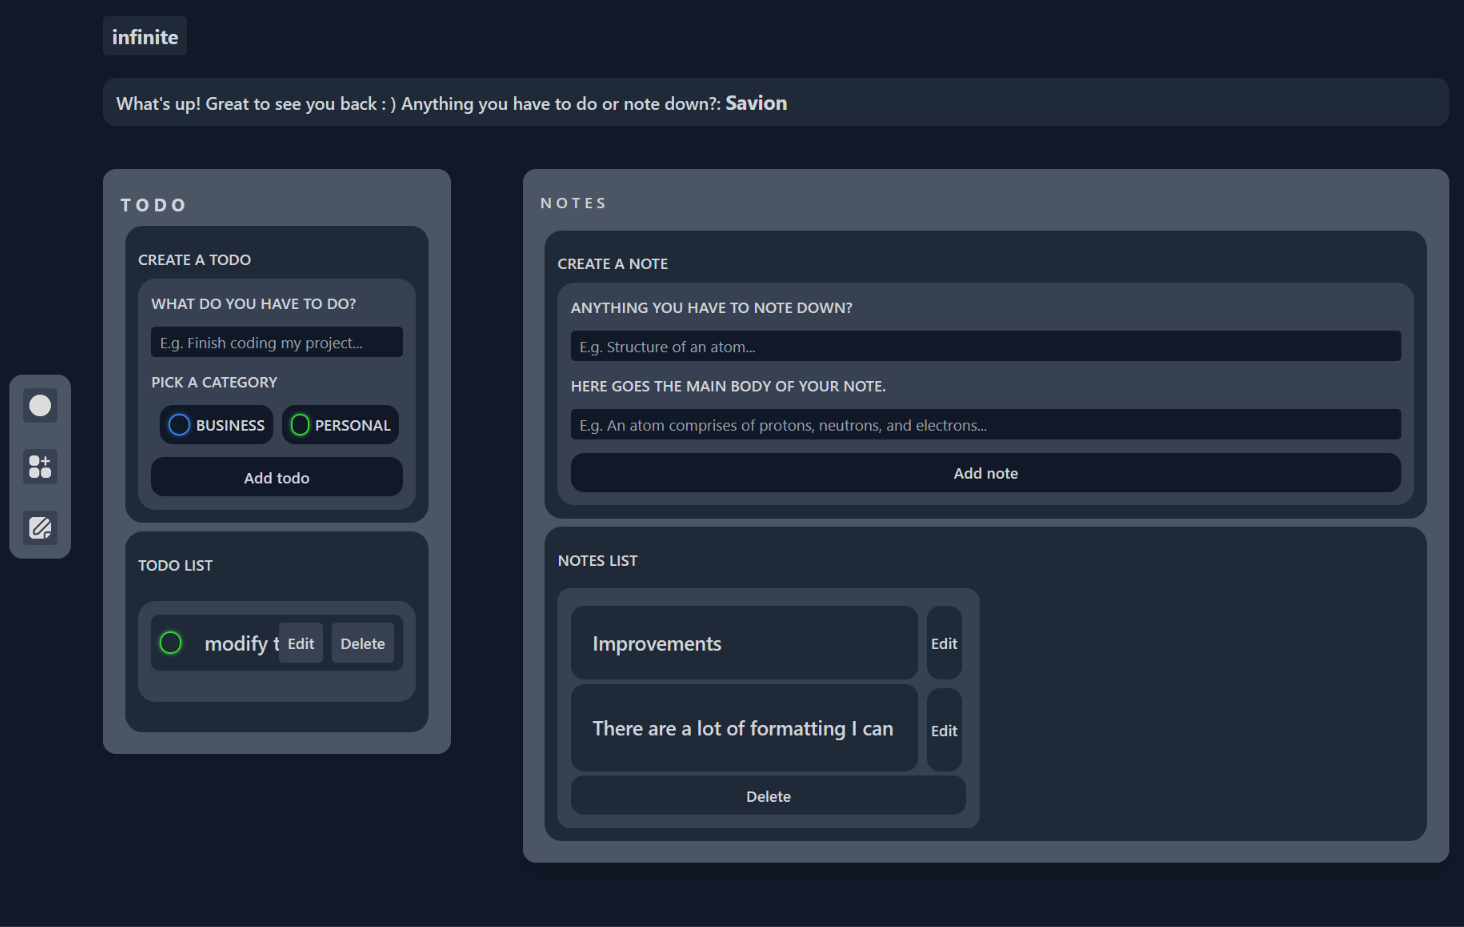 infinite
What's up! Great to see you back : ) Anything you have to do or note down?: Savion
TODO
CREATE A TODO
WHAT DO YOU HAVE TO DO?
E.g. Finish coding my project...
PICK A CATEGORY
BUSINESS
PERSONAL
Add todo
TODO LIST
modify t
Edit
Delete
NOTES
CREATE A NOTE
ANYTHING YOU HAVE TO NOTE DOWN?
E.g. Structure of an atom...
HERE GOES THE MAIN BODY OF YOUR NOTE.
E.g. An atom comprises of protons, neutrons, and electrons...
Add note
NOTES LIST
Improvements
Edit
There are a lot of formatting I can
Edit
Delete